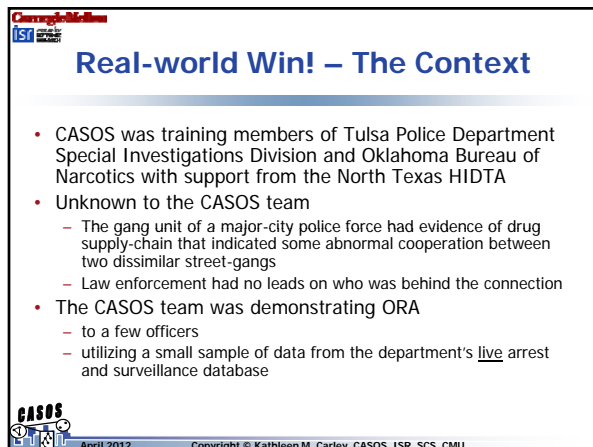 Carnegie Mellon
isr
Real-world Win! – The Context
• CASOS was training members of Tulsa Police Department
Special Investigations Division and Oklahoma Bureau of
Narcotics with support from the North Texas HIDTA
• Unknown to the CASOS team
– The gang unit of a major-city police force had evidence of drug
supply-chain that indicated some abnormal cooperation between
two dissimilar street-gangs
– Law enforcement had no leads on who was behind the connection
• The CASOS team was demonstrating ORA
– to a few officers
– utilizing a small sample of data from the department's live arrest
and surveillance database
CASOS
April 2012 Copyright © Kathleen M. Carley, CASOS, ISR, SCS, CMU